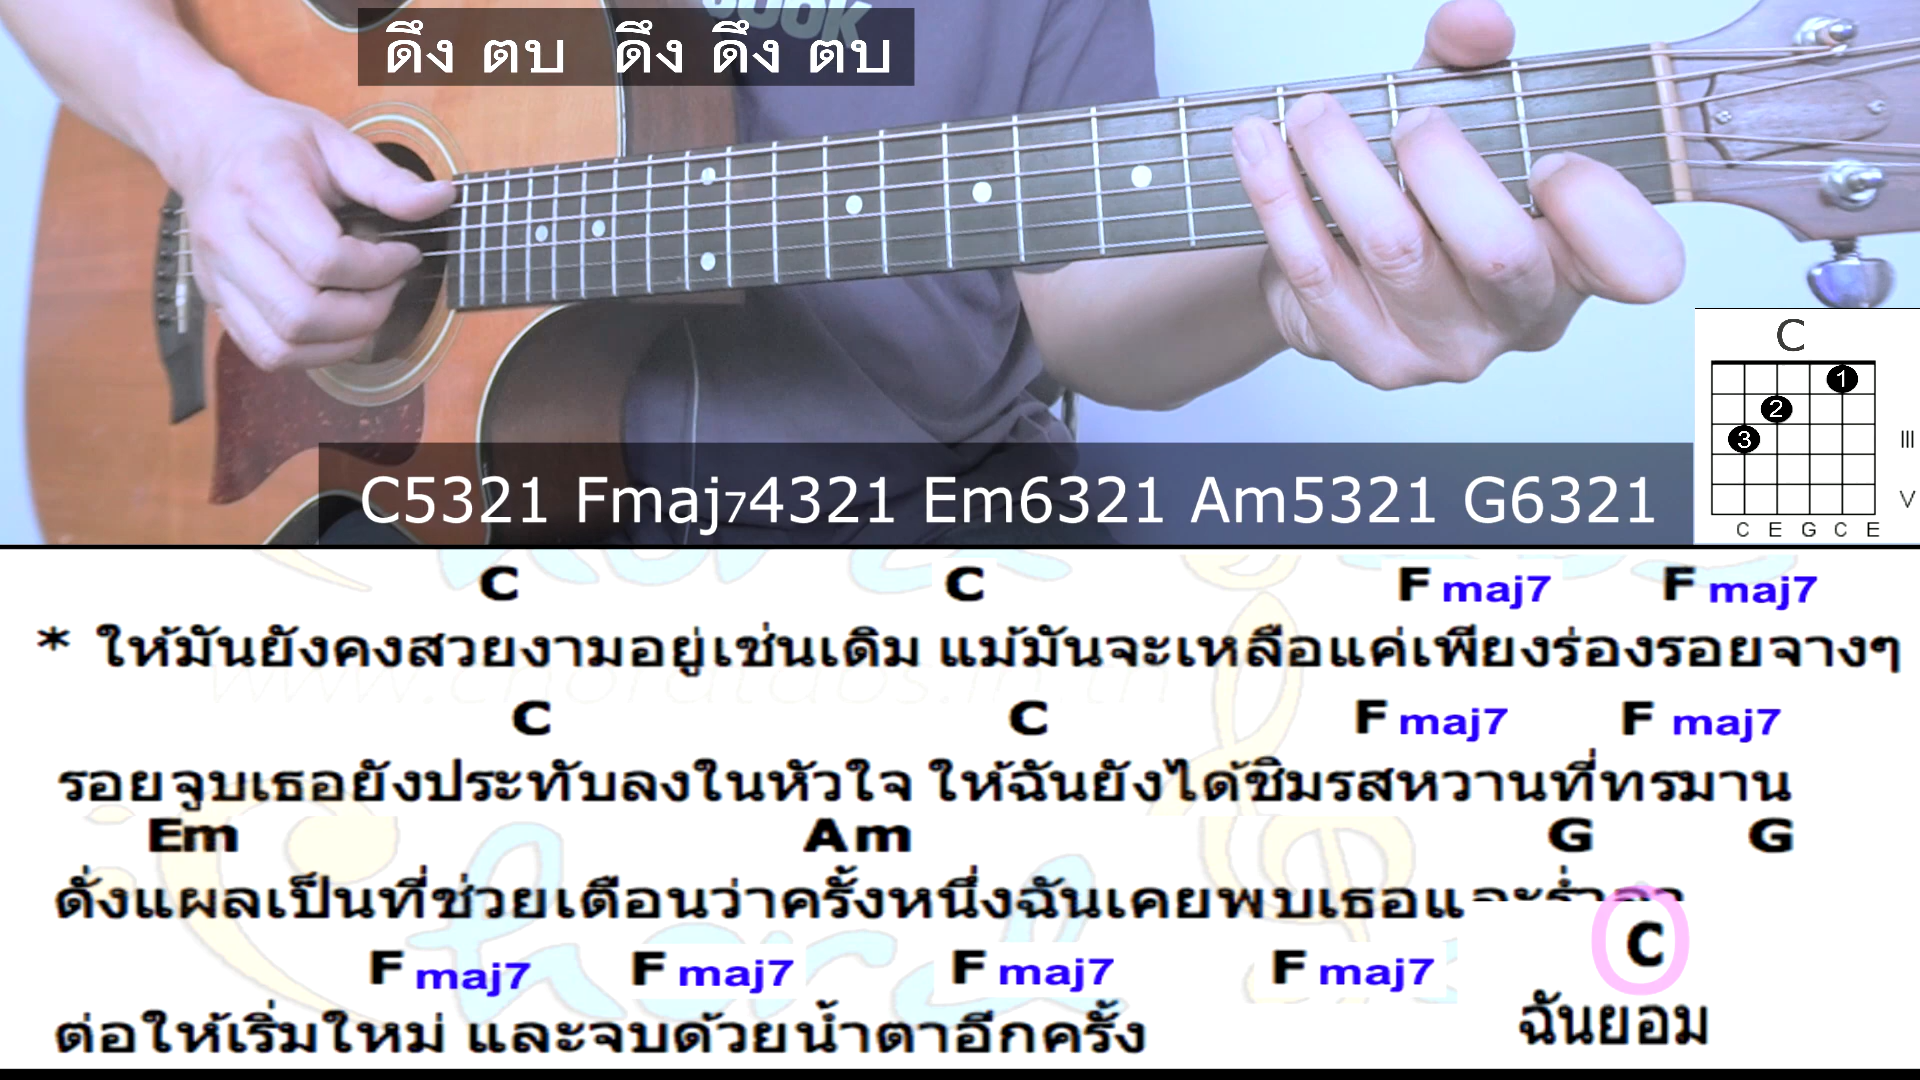 ดึง ตบ ดึง ดึง ตบ
C
1
2
3
III
V
C E G C E
C5321 Fmaj74321 Em6321 Am5321 G6321
C C Fmaj7 Fmaj7
* ให้มันยังคงสวยงามอยู่เช่นเดิม แม้มันจะเหลือแค่เพียงร่องรอยจางๆ
C C Fmaj7 Fmaj7
รอยจูบเธอยังประทับลงในหัวใจ ให้ฉันยังได้ชิมรสหวานที่ทรมาน
Em Am G G
ดั่งแผลเป็นที่ช่วยเตือนว่าครั้งหนึ่งฉันเคยพบเธอ
Fmaj7 Fmaj7 Fmaj7 Fmaj7 C
ต่อให้เริ่มใหม่ และจบด้วยน้ำตาอีกครั้ง ฉันยอม